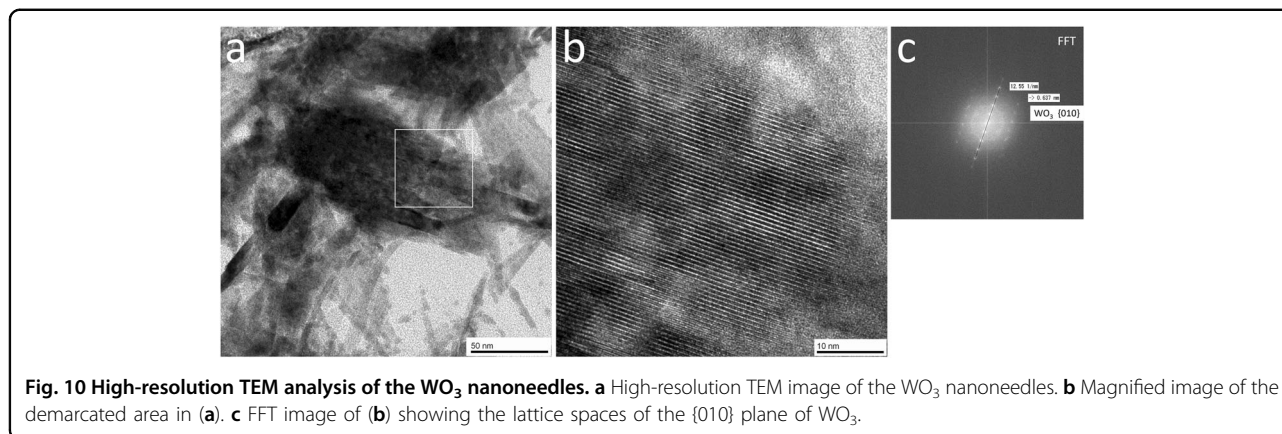 a
b
c
FFT
12.55 1/nm
0.637 nm
WO₃ {010}
50 nm
10 nm
Fig. 10 High-resolution TEM analysis of the WO₃ nanoneedles. a High-resolution TEM image of the WO₃ nanoneedles. b Magnified image of the
demarcated area in (a). c FFT image of (b) showing the lattice spaces of the {010} plane of WO₃.